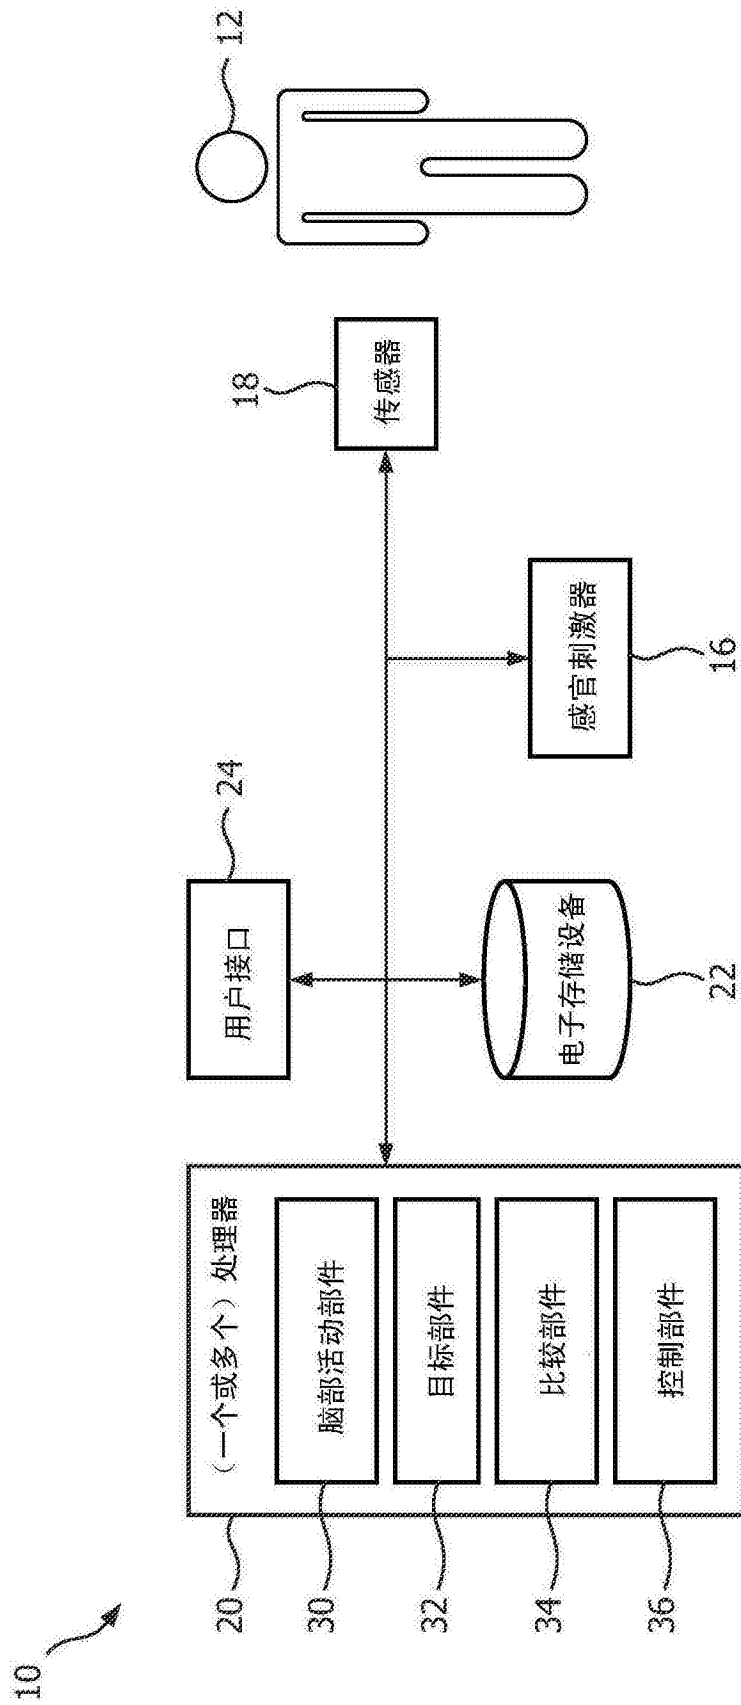 10
20
（一个或多个）处理器
30
脑部活动部件
32
目标部件
34
比较部件
36
控制部件
用户接口
24
电子存储设备
22
感官刺激器
16
18
传感器
12